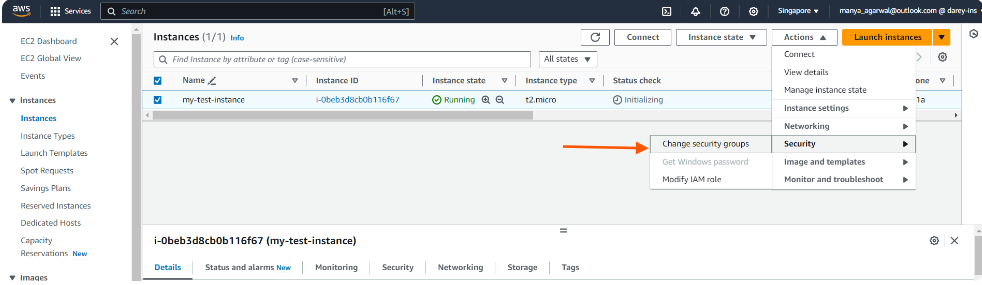 aws Services Search [Alt+S] Singapore manya_agarwal@outlook.com @ darey-ins
EC2 Dashboard
EC2 Global View
Events
Instances
Instances
Instance Types
Launch Templates
Spot Requests
Savings Plans
Reserved Instances
Dedicated Hosts
Capacity
Reservations New
Images
Instances (1/1) Info Connect Instance state Actions Launch instances
Find Instance by attribute or tag (case-sensitive) All states
Name Instance ID Instance state Instance type Status check one
my-test-instance i-0beb3d8cb0b116f67 Running t2.micro Initializing 1a
Connect
View details
Manage instance state
Instance settings
Networking
Security
Image and templates
Monitor and troubleshoot
Change security groups
Get Windows password
Modify IAM role
i-0beb3d8cb0b116f67 (my-test-instance)
Details Status and alarms New Monitoring Security Networking Storage Tags